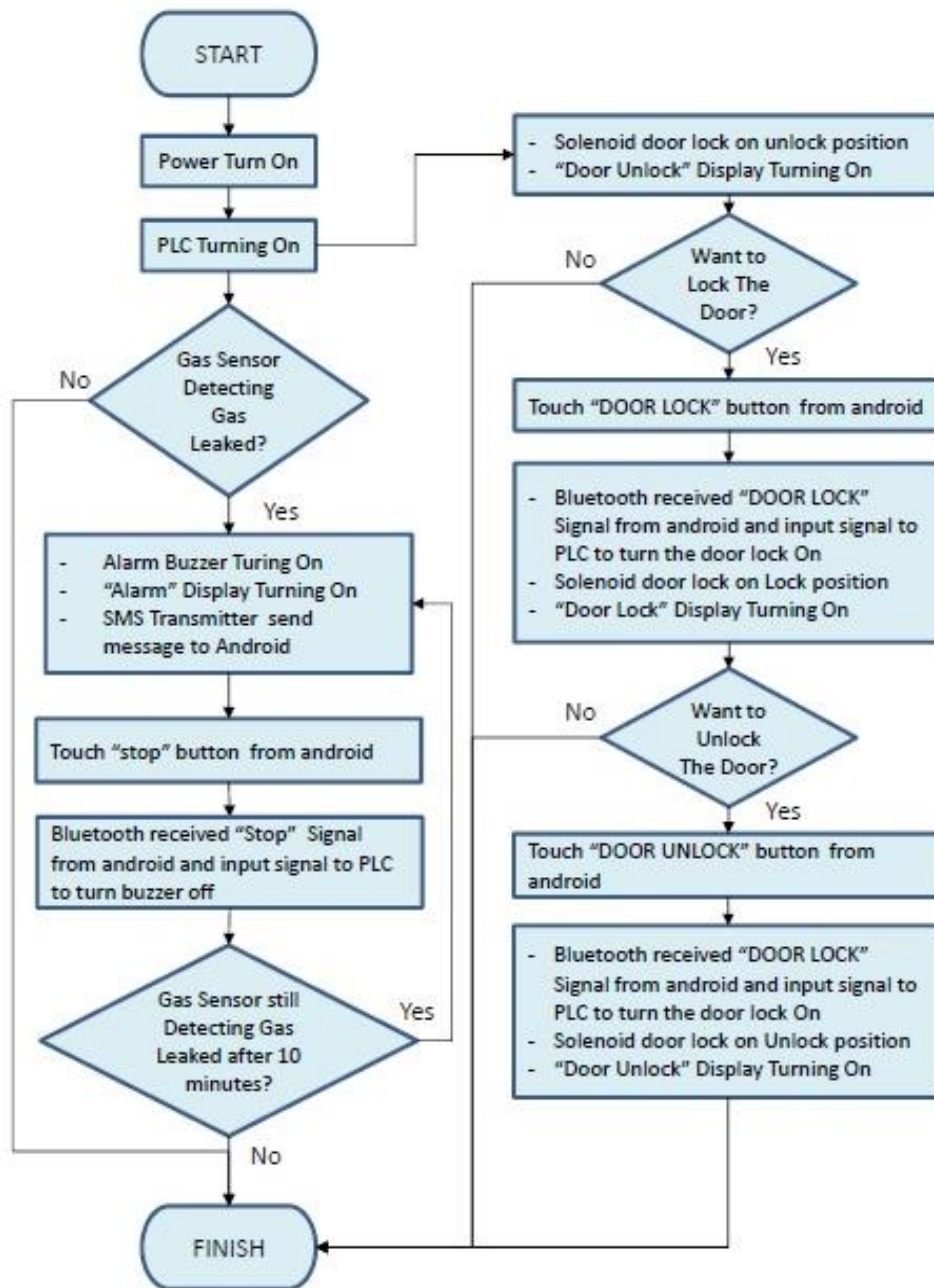 START
Power Turn On
PLC Turning On
No
Gas Sensor
Detecting
Gas
Leaked?
Yes
- Alarm Buzzer Turing On
- “Alarm” Display Turning On
- SMS Transmitter send
message to Android
Touch “stop” button from android
Bluetooth received “Stop” Signal
from android and input signal to PLC
to turn buzzer off
Gas Sensor still
Detecting Gas
Leaked after 10
minutes?
Yes
No
FINISH
- Solenoid door lock on unlock position
- “Door Unlock” Display Turning On
No
Want to
Lock The
Door?
Yes
Touch “DOOR LOCK” button from android
- Bluetooth received “DOOR LOCK”
Signal from android and input signal to
PLC to turn the door lock On
- Solenoid door lock on Lock position
- “Door Lock” Display Turning On
No
Want to
Unlock
The Door?
Yes
Touch “DOOR UNLOCK” button from
android
- Bluetooth received “DOOR LOCK”
Signal from android and input signal to
PLC to turn the door lock On
- Solenoid door lock on Unlock position
- “Door Unlock” Display Turning On